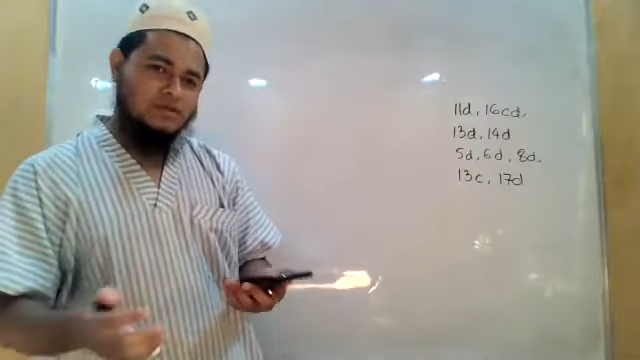 11d, 16cd,
13d, 14d
5d, 6d, 8d,
13c, 17d